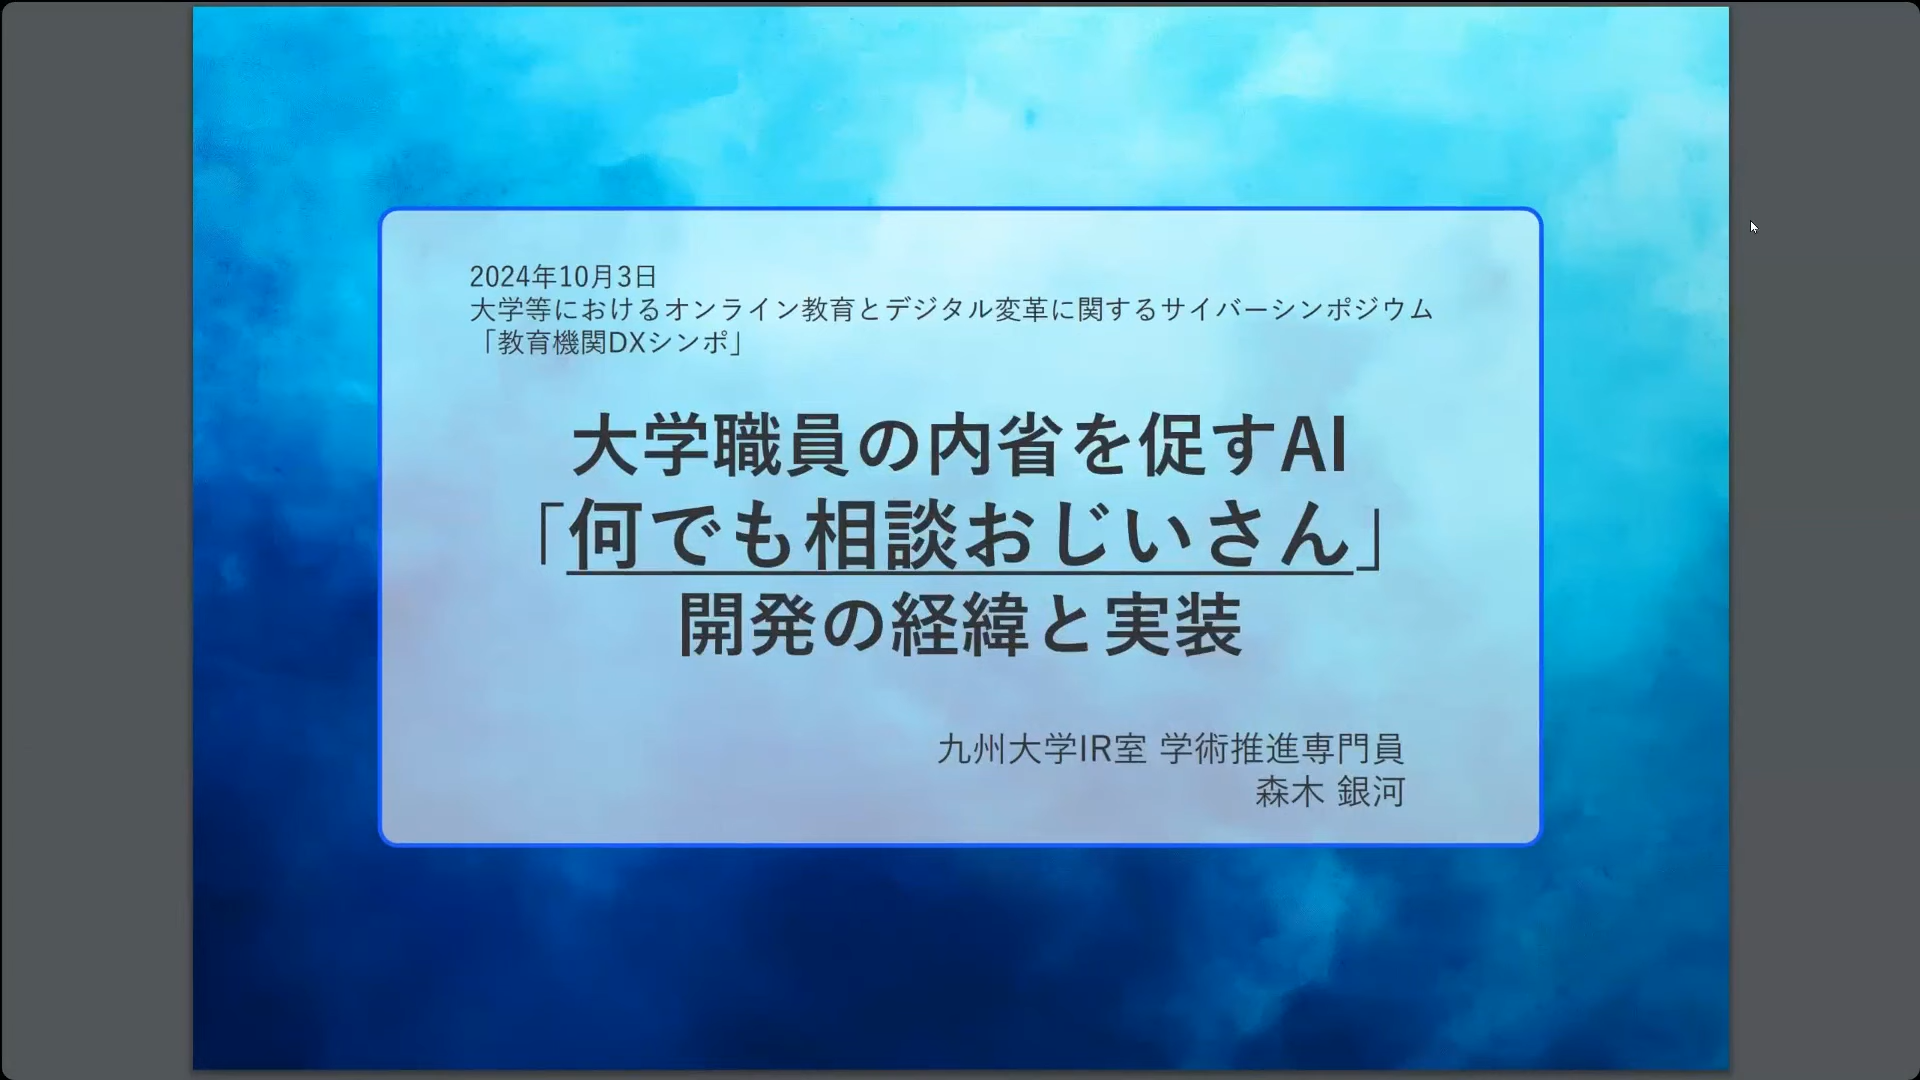 2024年10月3日
大学等におけるオンライン教育とデジタル変革に関するサイバーシンポジウム
「教育機関DXシンポ」
大学職員の内省を促すAI
「何でも相談おじいさん」
開発の経緯と実装
九州大学IR室 学術推進専門員
森木 銀河